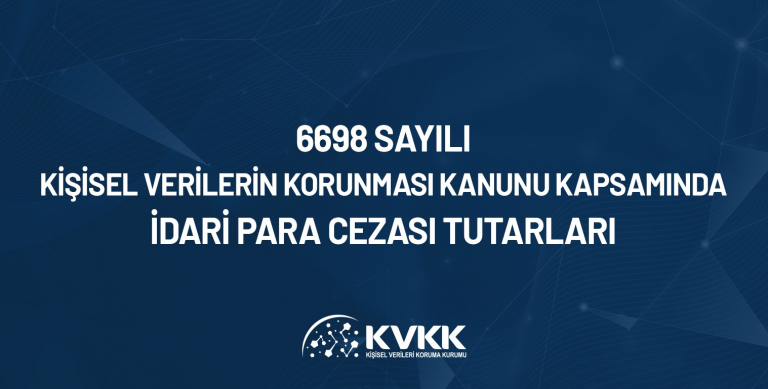 6698 SAYILI
KİŞİSEL VERİLERİN KORUNMASI KANUNU KAPSAMINDA
İDARİ PARA CEZASI TUTARLARI
KVKK
KİŞİSEL VERİLERİ KORUMA KURUMU